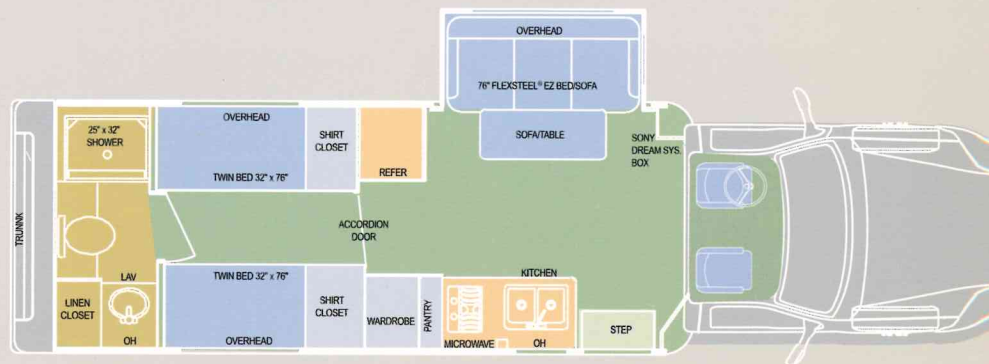 OVERHEAD
76" FLEXSTEEL® EZ BED/SOFA
SOFA/TABLE
SONY
DREAM SYS.
BOX
25" x 32"
SHOWER
OVERHEAD
TWIN BED 32" x 76"
SHIRT
CLOSET
REFER
TRUNNK
ACCORDION
DOOR
LAV
LINEN
CLOSET
OH
TWIN BED 32" x 76"
OVERHEAD
SHIRT
CLOSET
WARDROBE
PANTRY
KITCHEN
MICROWAVE
OH
STEP